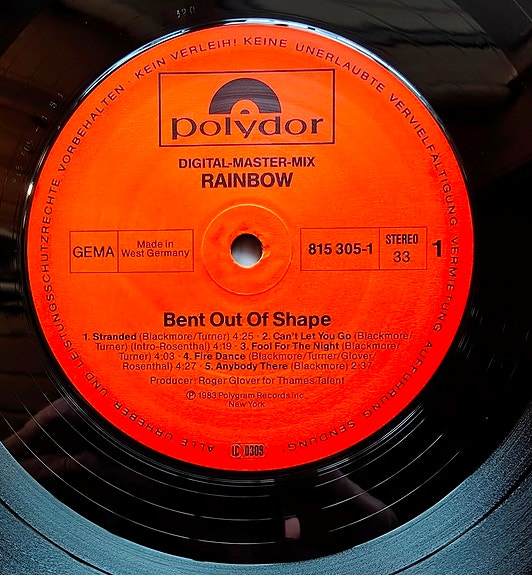 ALLE URHEBER UND LEISTUNGSSCHUTZRECHTE VORBEHALTEN · KEIN VERLEIH! KEINE UNERLAUBTE VERVIELFÄLTIGUNG VERMIETUNG AUFFÜHRUNG SENDUNG
polydor
DIGITAL-MASTER-MIX
RAINBOW
GEMA
Made in
West Germany
815 305-1
STEREO
33
1
Bent Out Of Shape
1. Stranded (Blackmore/Turner) 4:25 · 2. Can't Let You Go (Blackmore/
Turner) (Intro-Rosenthal) 4:19 · 3. Fool For The Night (Blackmore/
Turner) 4:03 · 4. Fire Dance (Blackmore/Turner/Glover/
Rosenthal) 4:27 · 5. Anybody There (Blackmore) 2:37
Producer: Roger Glover for Thames Talent
℗ 1983 Polygram Records Inc.
New York
LC 0309